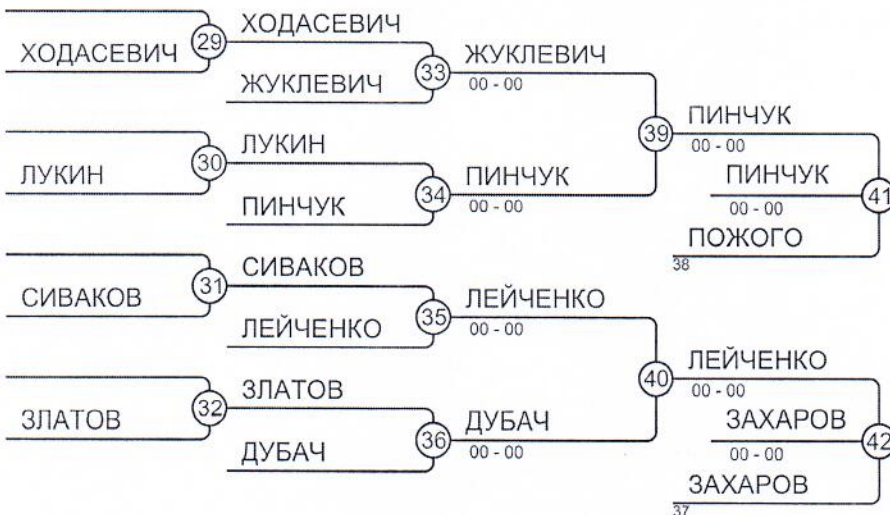 ХОДАСЕВИЧ
29
ХОДАСЕВИЧ
ЖУКЛЕВИЧ
33
ЖУКЛЕВИЧ
00 - 00
ЛУКИН
30
ЛУКИН
ПИНЧУК
34
ПИНЧУК
00 - 00
39
ПИНЧУК
00 - 00
ПИНЧУК
00 - 00
41
ПОЖОГО
38
СИВАКОВ
31
СИВАКОВ
ЛЕЙЧЕНКО
35
ЛЕЙЧЕНКО
00 - 00
ЗЛАТОВ
32
ЗЛАТОВ
ДУБАЧ
36
ДУБАЧ
00 - 00
40
ЛЕЙЧЕНКО
00 - 00
ЗАХАРОВ
00 - 00
42
ЗАХАРОВ
37